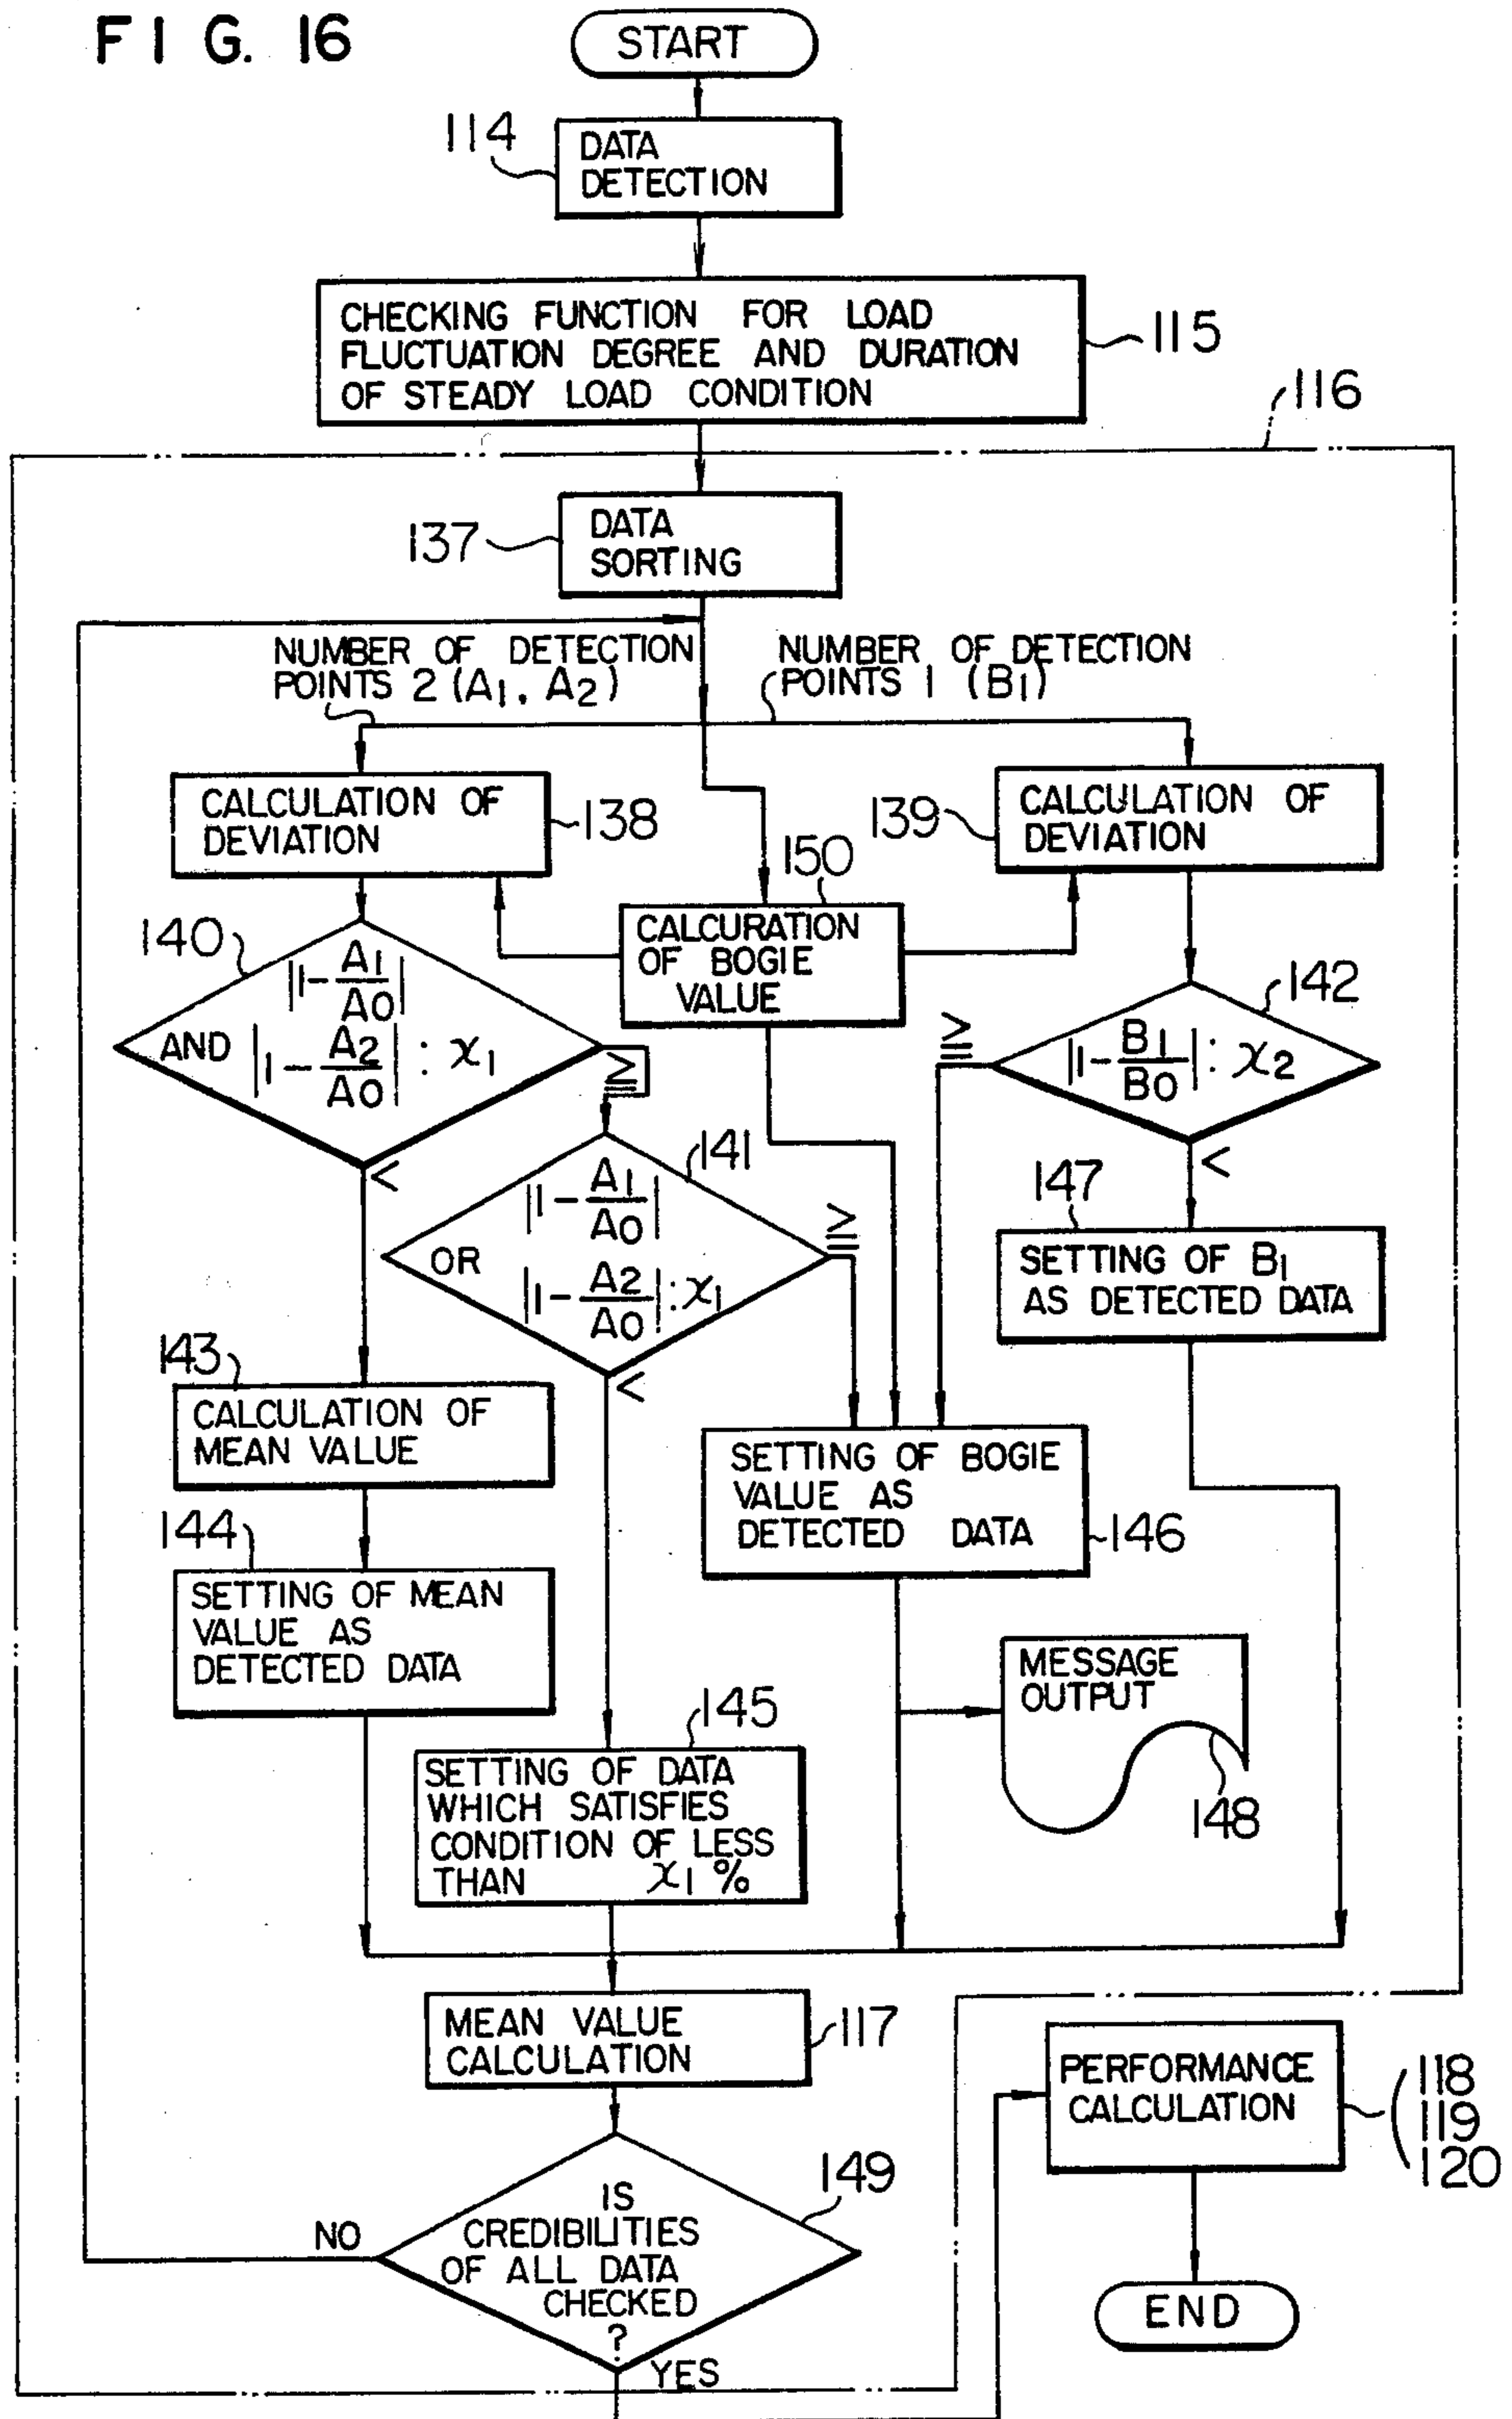 FIG. 16
START
114
DATA
DETECTION
CHECKING FUNCTION FOR LOAD
FLUCTUATION DEGREE AND DURATION
OF STEADY LOAD CONDITION
115
116
137
DATA
SORTING
NUMBER OF DETECTION
POINTS 2 (A1, A2)
NUMBER OF DETECTION
POINTS 1 (B1)
CALCULATION OF
DEVIATION
138
139
CALCULATION OF
DEVIATION
150
CALCURATION
OF BOGIE
VALUE
140
|1-A1/A0|
AND |1-A2/A0| : x1
≧
<
142
|1-B1/B0| : x2
≧
<
141
|1-A1/A0|
OR
|1-A2/A0| : x1
≧
<
147
SETTING OF B1
AS DETECTED DATA
143
CALCULATION OF
MEAN VALUE
144
SETTING OF MEAN
VALUE AS
DETECTED DATA
SETTING OF BOGIE
VALUE AS
DETECTED DATA
146
MESSAGE
OUTPUT
148
145
SETTING OF DATA
WHICH SATISFIES
CONDITION OF LESS
THAN x1 %
MEAN VALUE
CALCULATION
117
PERFORMANCE
CALCULATION
118
119
120
149
IS
CREDIBILITIES
OF ALL DATA
CHECKED
?
NO
YES
END